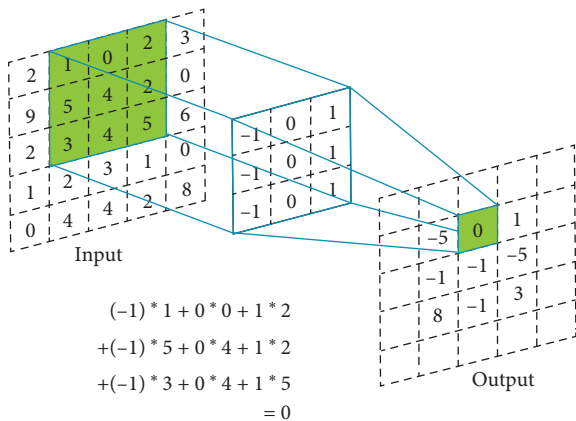 2 1 0 2 3
9 5 4 2 0
2 3 4 5 6
1 2 3 1 0
0 4 4 2 8
Input
–1 0 1
–1 0 1
–1 0 1
–5 0 1
–1 –1 –5
8 –1 3
Output
(–1) * 1 + 0 * 0 + 1 * 2
+(–1) * 5 + 0 * 4 + 1 * 2
+(–1) * 3 + 0 * 4 + 1 * 5
= 0